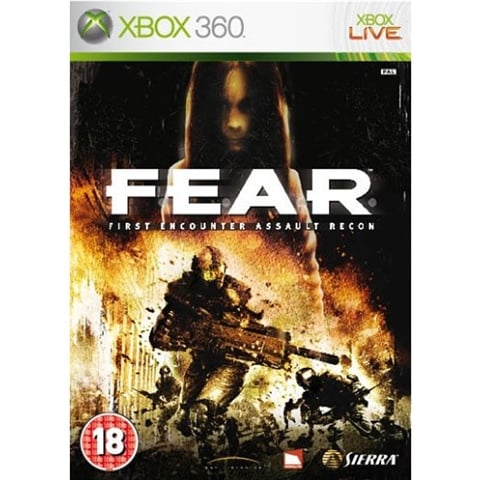 XBOX 360
XBOX
LIVE
PAL
F.E.A.R.
FIRST ENCOUNTER ASSAULT RECON
18
SIERRA